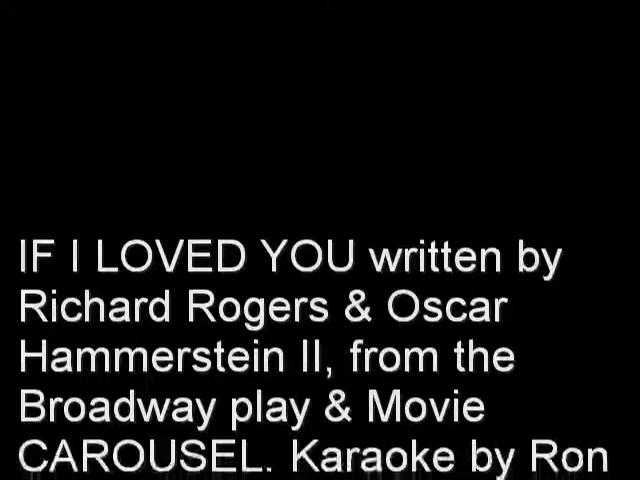 IF I LOVED YOU written by
Richard Rogers & Oscar
Hammerstein II, from the
Broadway play & Movie
CAROUSEL. Karaoke by Ron